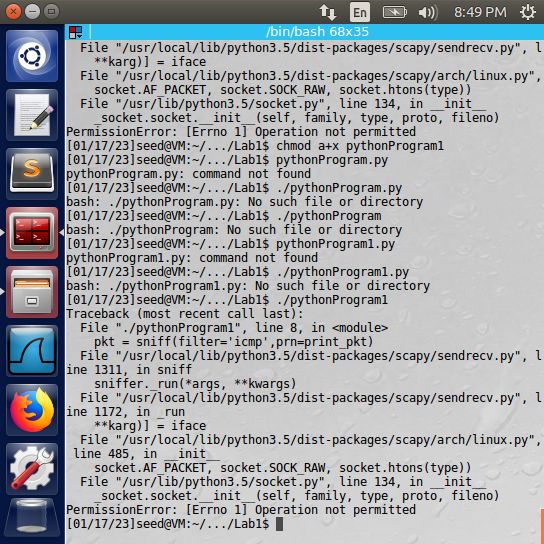 En
8:49 PM
/bin/bash 68x35
File "/usr/local/lib/python3.5/dist-packages/scapy/sendrecv.py", l
**karg)] = iface
File "/usr/local/lib/python3.5/dist-packages/scapy/arch/linux.py",
socket.AF_PACKET, socket.SOCK_RAW, socket.htons(type))
File "/usr/lib/python3.5/socket.py", line 134, in __init__
_socket.socket.__init__(self, family, type, proto, fileno)
PermissionError: [Errno 1] Operation not permitted
[01/17/23]seed@VM:~/.../Lab1$ chmod a+x pythonProgram1
[01/17/23]seed@VM:~/.../Lab1$ pythonProgram.py
pythonProgram.py: command not found
[01/17/23]seed@VM:~/.../Lab1$ ./pythonProgram.py
bash: ./pythonProgram.py: No such file or directory
[01/17/23]seed@VM:~/.../Lab1$ ./pythonProgram
bash: ./pythonProgram: No such file or directory
[01/17/23]seed@VM:~/.../Lab1$ pythonProgram1.py
pythonProgram1.py: command not found
[01/17/23]seed@VM:~/.../Lab1$ ./pythonProgram1.py
bash: ./pythonProgram1.py: No such file or directory
[01/17/23]seed@VM:~/.../Lab1$ ./pythonProgram1
Traceback (most recent call last):
File "./pythonProgram1", line 8, in <module>
pkt = sniff(filter='icmp',prn=print_pkt)
File "/usr/local/lib/python3.5/dist-packages/scapy/sendrecv.py", l
ine 1311, in sniff
sniffer._run(*args, **kwargs)
File "/usr/local/lib/python3.5/dist-packages/scapy/sendrecv.py", l
ine 1172, in _run
**karg)] = iface
File "/usr/local/lib/python3.5/dist-packages/scapy/arch/linux.py",
line 485, in __init__
socket.AF_PACKET, socket.SOCK_RAW, socket.htons(type))
File "/usr/lib/python3.5/socket.py", line 134, in __init__
_socket.socket.__init__(self, family, type, proto, fileno)
PermissionError: [Errno 1] Operation not permitted
[01/17/23]seed@VM:~/.../Lab1$